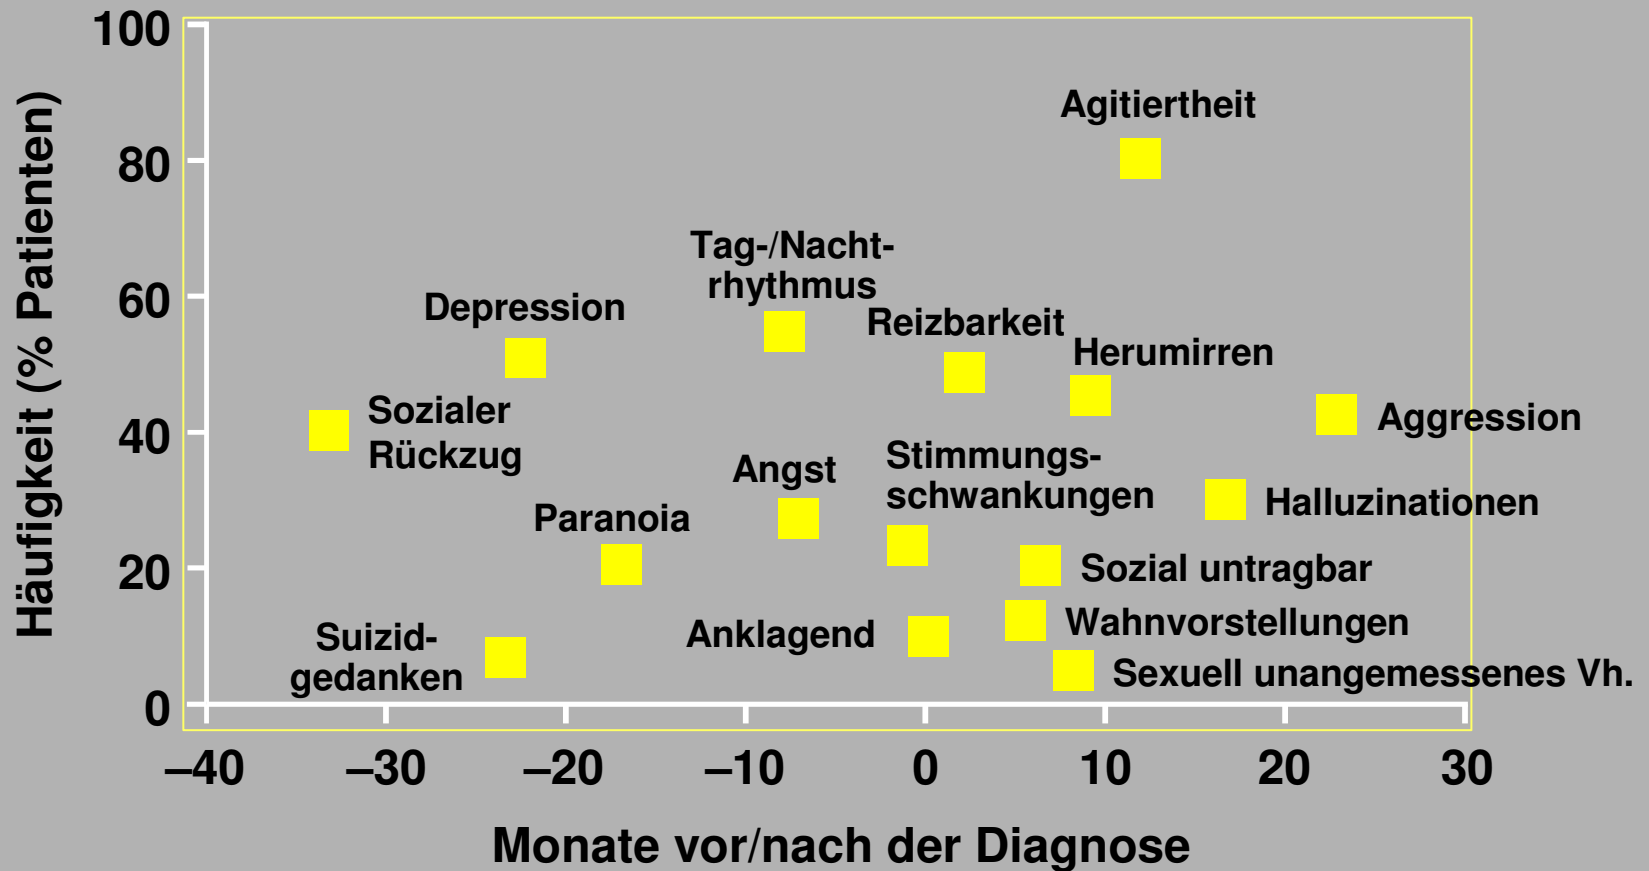 Häufigkeit (% Patienten)
100
80
60
40
20
0
Agitiertheit
Tag-/Nacht-
rhythmus
Depression
Reizbarkeit
Herumirren
Sozialer
Rückzug
Aggression
Stimmungs-
schwankungen
Angst
Halluzinationen
Paranoia
Sozial untragbar
Wahnvorstellungen
Anklagend
Suizid-
gedanken
Sexuell unangemessenes Vh.
–40 –30 –20 –10 0 10 20 30
Monate vor/nach der Diagnose